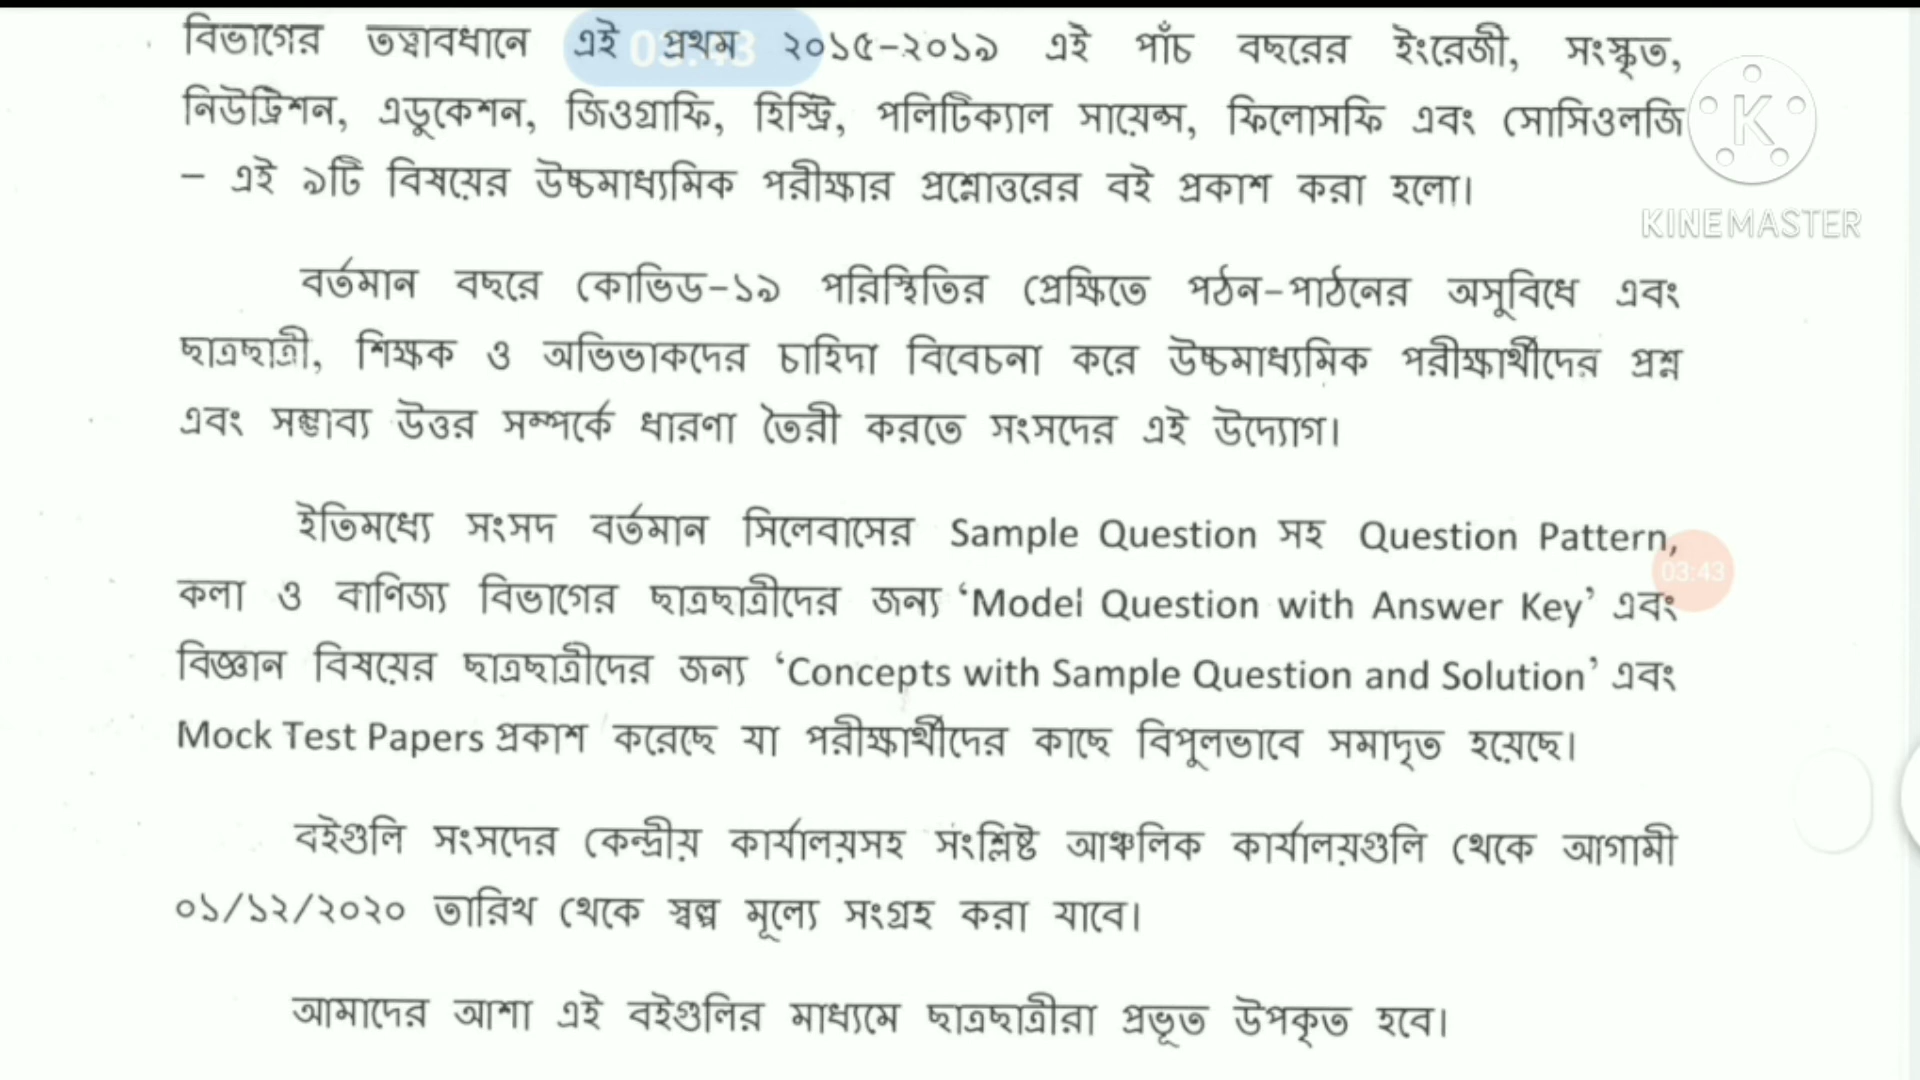 বিভাগের তত্ত্বাবধানে এই প্রথম ২০১৫-২০১৯ এই পাঁচ বছরের ইংরেজী, সংস্কৃত,
নিউট্রিশন, এডুকেশন, জিওগ্রাফি, হিস্ট্রি, পলিটিক্যাল সায়েন্স, ফিলোসফি এবং সোসিওলজি
– এই ৯টি বিষয়ের উচ্চমাধ্যমিক পরীক্ষার প্রশ্নোত্তরের বই প্রকাশ করা হলো।
K
KINEMASTER
বর্তমান বছরে কোভিড-১৯ পরিস্থিতির প্রেক্ষিতে পঠন-পাঠনের অসুবিধে এবং
ছাত্রছাত্রী, শিক্ষক ও অভিভাকদের চাহিদা বিবেচনা করে উচ্চমাধ্যমিক পরীক্ষার্থীদের প্রশ্ন
এবং সম্ভাব্য উত্তর সম্পর্কে ধারণা তৈরী করতে সংসদের এই উদ্যোগ।
ইতিমধ্যে সংসদ বর্তমান সিলেবাসের Sample Question সহ Question Pattern,
03:43
কলা ও বাণিজ্য বিভাগের ছাত্রছাত্রীদের জন্য ‘Model Question with Answer Key’ এবং
বিজ্ঞান বিষয়ের ছাত্রছাত্রীদের জন্য ‘Concepts with Sample Question and Solution’ এবং
Mock Test Papers প্রকাশ করেছে যা পরীক্ষার্থীদের কাছে বিপুলভাবে সমাদৃত হয়েছে।
বইগুলি সংসদের কেন্দ্রীয় কার্যালয়সহ সংশ্লিষ্ট আঞ্চলিক কার্যালয়গুলি থেকে আগামী
০১/১২/২০২০ তারিখ থেকে স্বল্প মূল্যে সংগ্রহ করা যাবে।
আমাদের আশা এই বইগুলির মাধ্যমে ছাত্রছাত্রীরা প্রভূত উপকৃত হবে।